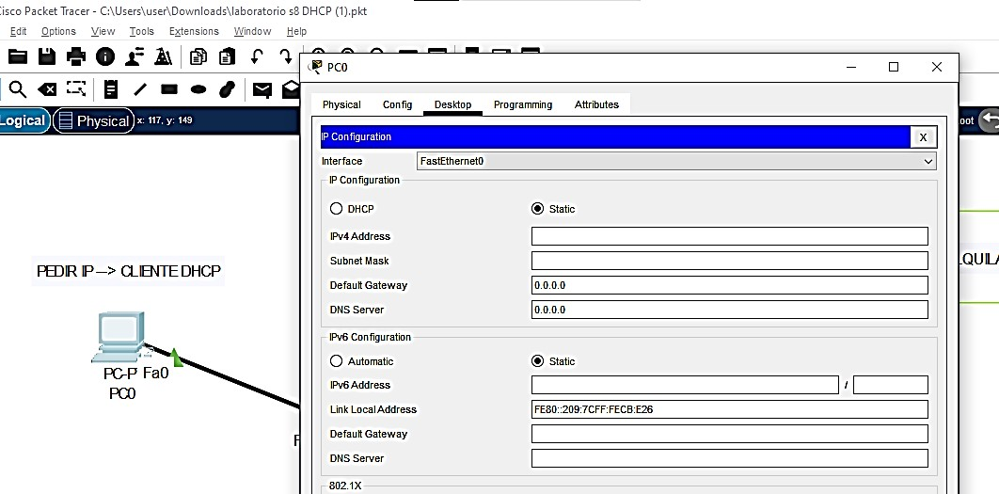 Cisco Packet Tracer - C:\Users\user\Downloads\laboratorio s8 DHCP (1).pkt
Edit Options View Tools Extensions Window Help
PC0
Logical Physical x: 117, y: 149
Physical Config Desktop Programming Attributes
IP Configuration X
Interface FastEthernet0
IP Configuration
DHCP Static
IPv4 Address
Subnet Mask
Default Gateway 0.0.0.0
DNS Server 0.0.0.0
IPv6 Configuration
Automatic Static
IPv6 Address /
Link Local Address FE80::209:7CFF:FECB:E26
Default Gateway
DNS Server
802.1X
PEDIR IP --> CLIENTE DHCP
PC-P Fa0
PC0